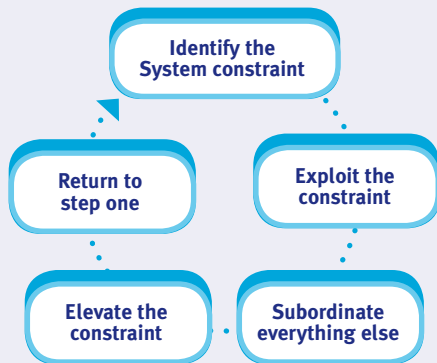 Identify the
System constraint
Exploit the
constraint
Subordinate
everything else
Elevate the
constraint
Return to
step one